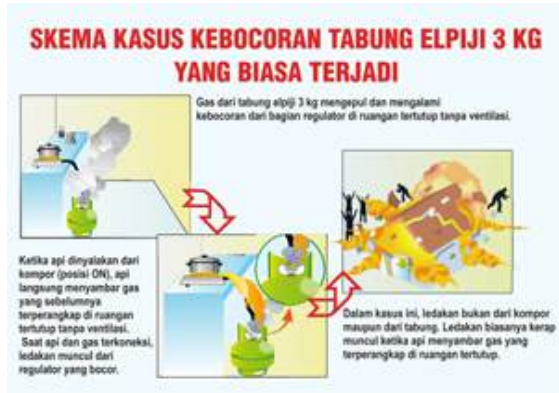 SKEMA KASUS KEBOCORAN TABUNG ELPIJI 3 KG
YANG BIASA TERJADI
Gas dari tabung elpiji 3 kg mengepul dan mengalami
kebocoran dari bagian regulator di ruangan tertutup tanpa ventilasi.
Ketika api dinyalakan dari
kompor (posisi ON), api
langsung menyambar gas
yang sebelumnya
terperangkap di ruangan
tertutup tanpa ventilasi.
Saat api dan gas terkoneksi,
ledakan muncul dari
regulator yang bocor.
Dalam kasus ini, ledakan bukan dari kompor
maupun dari tabung. Ledakan biasanya kerap
muncul ketika api menyambar gas yang
terperangkap di ruangan tertutup.